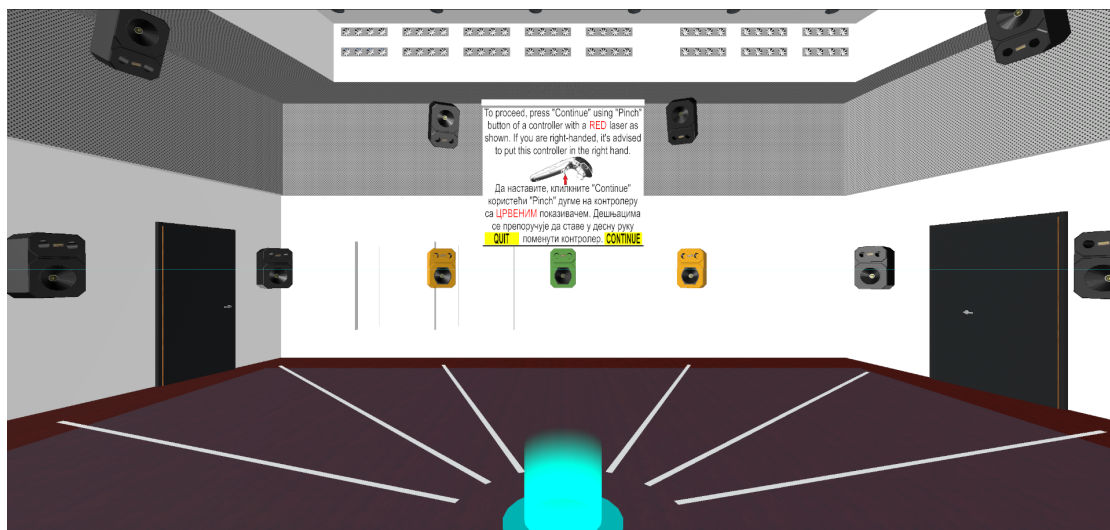 To proceed, press "Continue" using "Pinch"
button of a controller with a RED laser as
shown. If you are right-handed, it's advised
to put this controller in the right hand.
Да наставите, клилкните "Continue"
користећи "Pinch" дугме на контролеру
са ЦРВЕНИМ показивачем. Дешњацима
се препоручује да ставе у десну руку
QUIT поменути контролер. CONTINUE